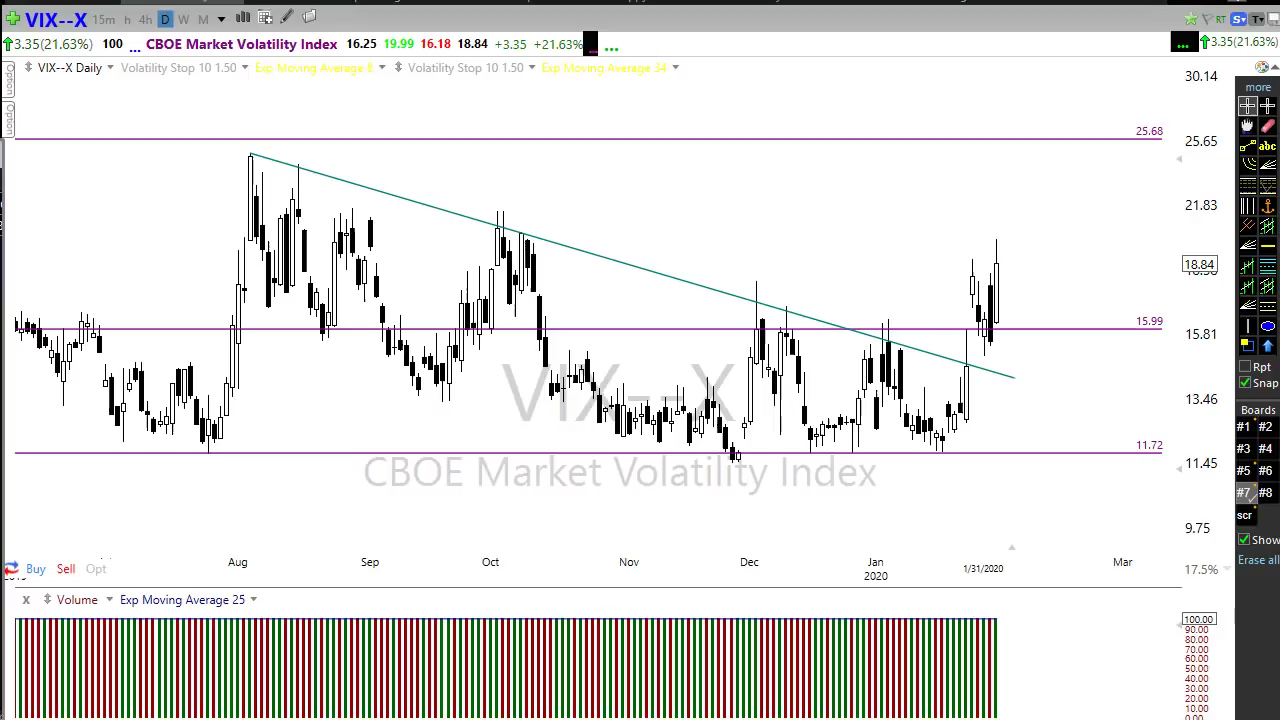 VIX--X 15m h 4h D W M RT S T
3.35(21.63%) 100 ... CBOE Market Volatility Index 16.25 19.99 16.18 18.84 +3.35 +21.63% ... ... 3.35(21.63%)
VIX--X Daily Volatility Stop 10 1.50 Exp Moving Average 8 Volatility Stop 10 1.50 Exp Moving Average 34
Option
Option
30.14
25.68
25.65
21.83
18.84
15.99
15.81
13.46
11.72
11.45
9.75
17.5%
VIX--X
CBOE Market Volatility Index
Aug Sep Oct Nov Dec Jan 1/31/2020 Mar
2020
Buy Sell Opt
X Volume Exp Moving Average 25
100.00
90.00
80.00
70.00
60.00
50.00
40.00
30.00
20.00
10.00
0.00
more
abc
Rpt
Snap
Boards
#1 #2
#3 #4
#5 #6
#7 #8
scr
Show
Erase all